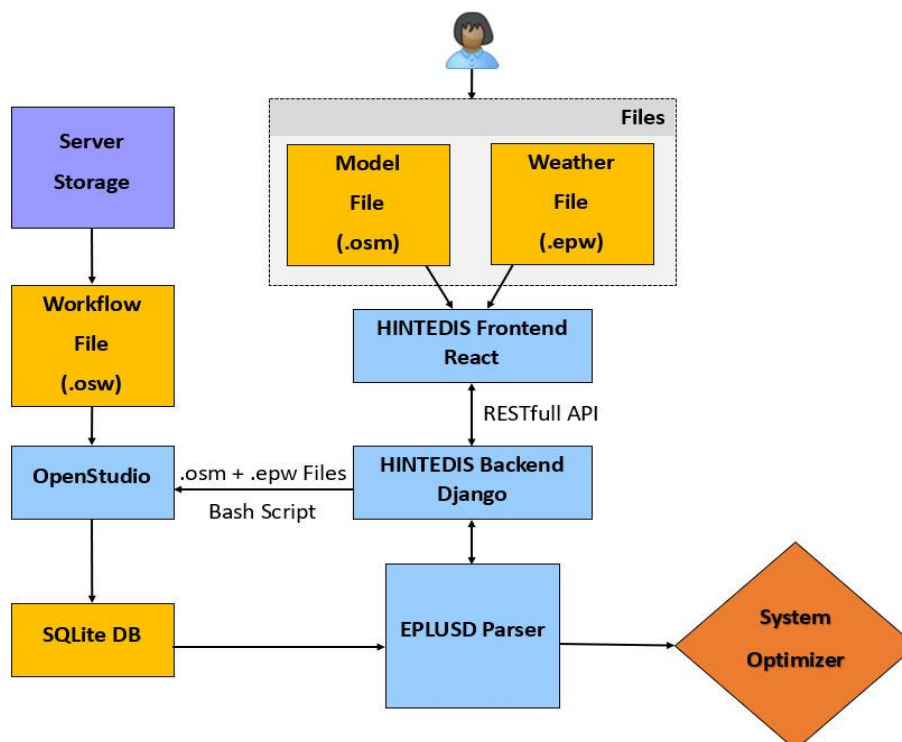 Files
Server
Storage
Model
File
(.osm)
Weather
File
(.epw)
Workflow
File
(.osw)
HINTEDIS Frontend
React
RESTfull API
OpenStudio
.osm + .epw Files
Bash Script
HINTEDIS Backend
Django
SQLite DB
EPLUSD Parser
System
Optimizer